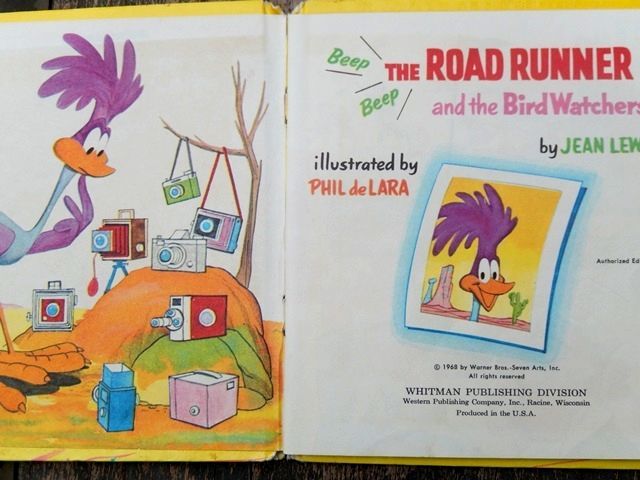 Beep
Beep
THE ROAD RUNNER
and the Bird Watchers
by JEAN LEW
illustrated by
PHIL de LARA
Authorized Ed
© 1968 by Warner Bros.-Seven Arts, Inc.
All rights reserved
WHITMAN PUBLISHING DIVISION
Western Publishing Company, Inc., Racine, Wisconsin
Produced in the U.S.A.